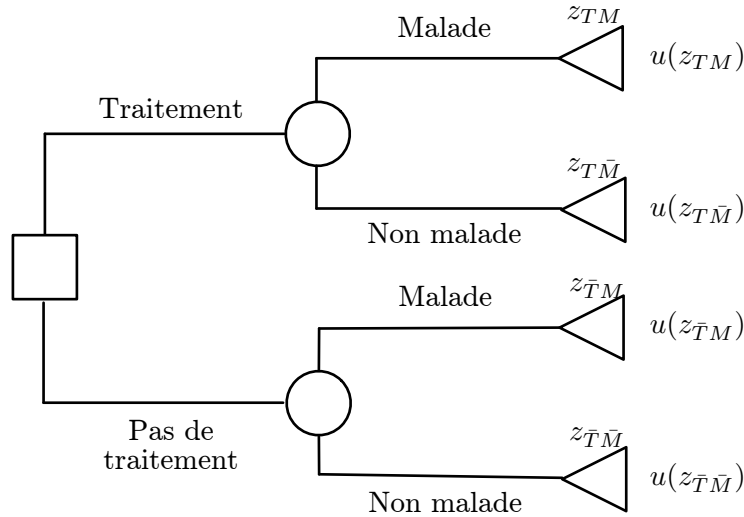 z_{TM}
Malade
u(z_{TM})
Traitement
z_{T\bar{M}}
u(z_{T\bar{M}})
Non malade
z_{\bar{T}M}
Malade
u(z_{\bar{T}M})
Pas de
traitement
z_{\bar{T}\bar{M}}
u(z_{\bar{T}\bar{M}})
Non malade